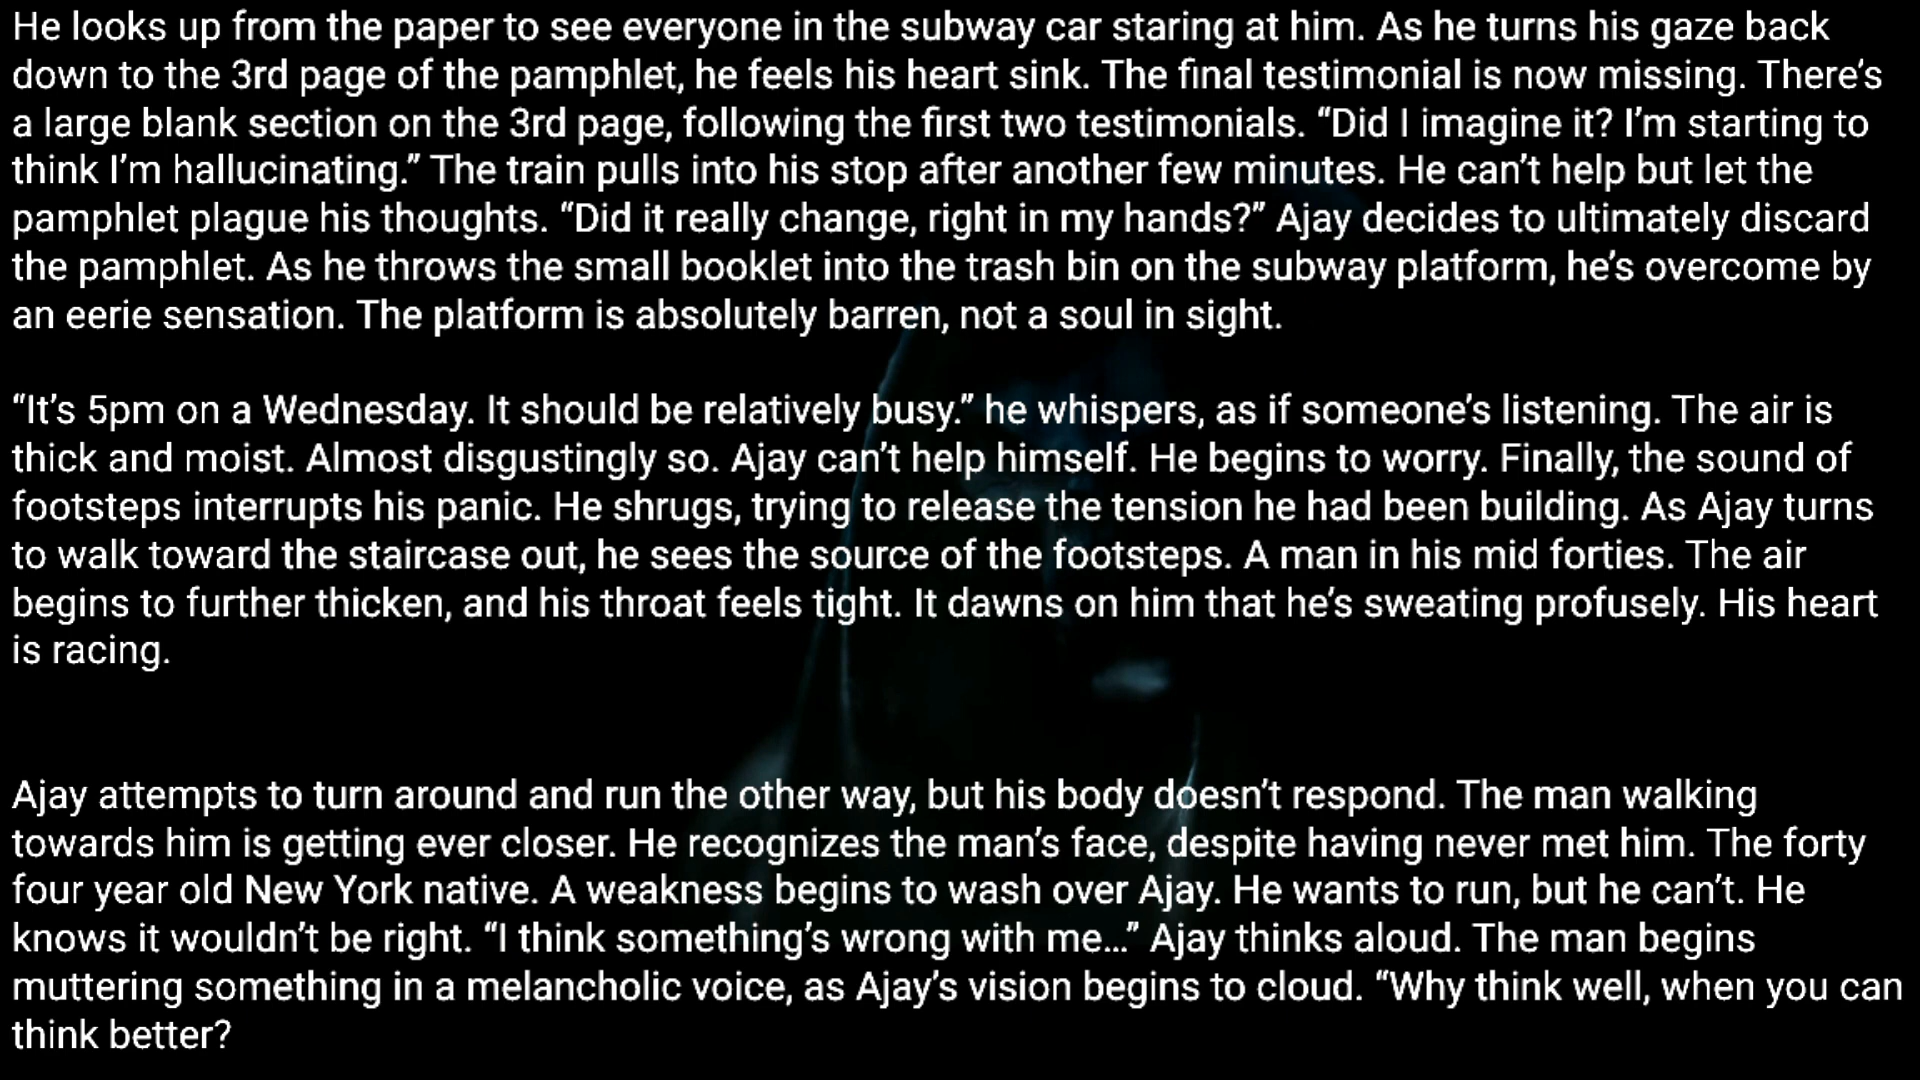 He looks up from the paper to see everyone in the subway car staring at him. As he turns his gaze back
down to the 3rd page of the pamphlet, he feels his heart sink. The final testimonial is now missing. There’s
a large blank section on the 3rd page, following the first two testimonials. “Did I imagine it? I’m starting to
think I’m hallucinating.” The train pulls into his stop after another few minutes. He can’t help but let the
pamphlet plague his thoughts. “Did it really change, right in my hands?” Ajay decides to ultimately discard
the pamphlet. As he throws the small booklet into the trash bin on the subway platform, he’s overcome by
an eerie sensation. The platform is absolutely barren, not a soul in sight.
“It’s 5pm on a Wednesday. It should be relatively busy.” he whispers, as if someone’s listening. The air is
thick and moist. Almost disgustingly so. Ajay can’t help himself. He begins to worry. Finally, the sound of
footsteps interrupts his panic. He shrugs, trying to release the tension he had been building. As Ajay turns
to walk toward the staircase out, he sees the source of the footsteps. A man in his mid forties. The air
begins to further thicken, and his throat feels tight. It dawns on him that he’s sweating profusely. His heart
is racing.
Ajay attempts to turn around and run the other way, but his body doesn’t respond. The man walking
towards him is getting ever closer. He recognizes the man’s face, despite having never met him. The forty
four year old New York native. A weakness begins to wash over Ajay. He wants to run, but he can’t. He
knows it wouldn’t be right. “I think something’s wrong with me…” Ajay thinks aloud. The man begins
muttering something in a melancholic voice, as Ajay’s vision begins to cloud. “Why think well, when you can
think better?